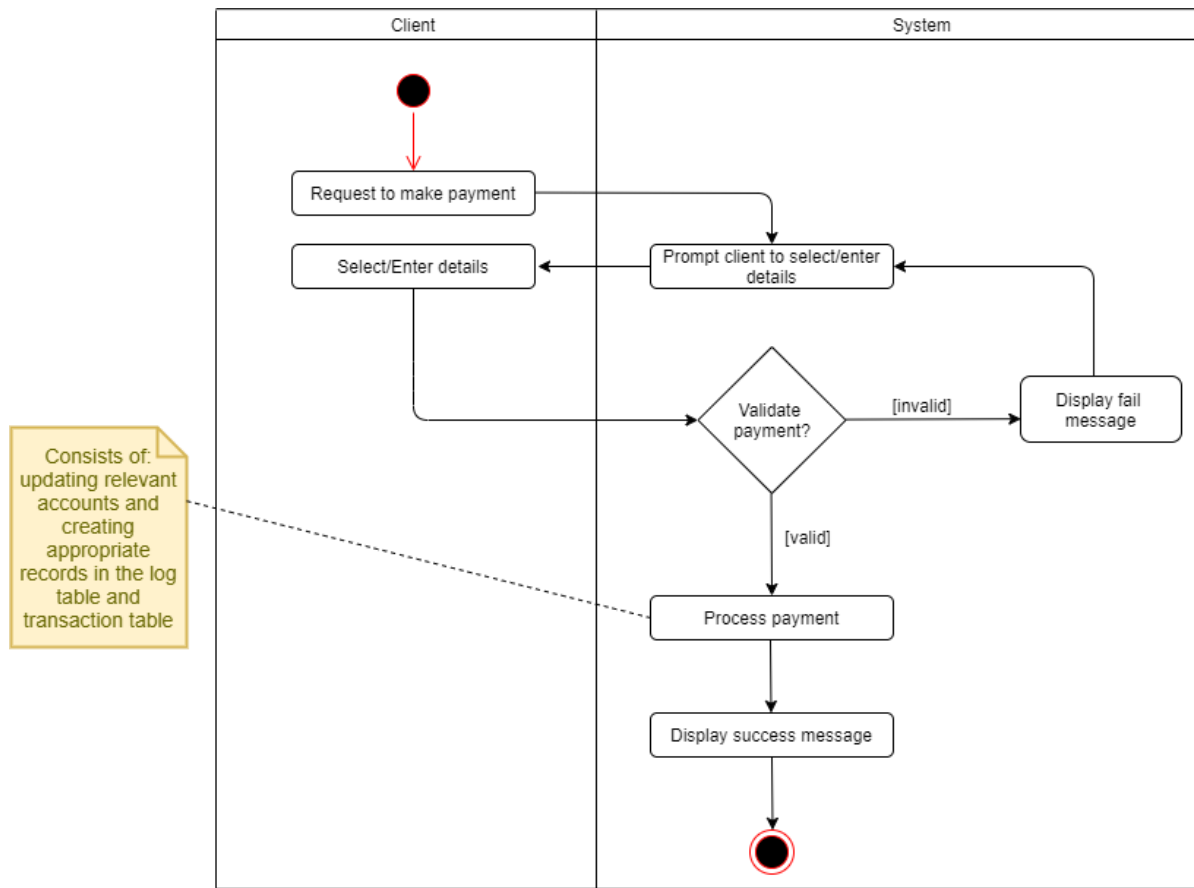 Client
System
Request to make payment
Select/Enter details
Prompt client to select/enter
details
Validate
payment?
[invalid]
Display fail
message
[valid]
Consists of:
updating relevant
accounts and
creating
appropriate
records in the log
table and
transaction table
Process payment
Display success message